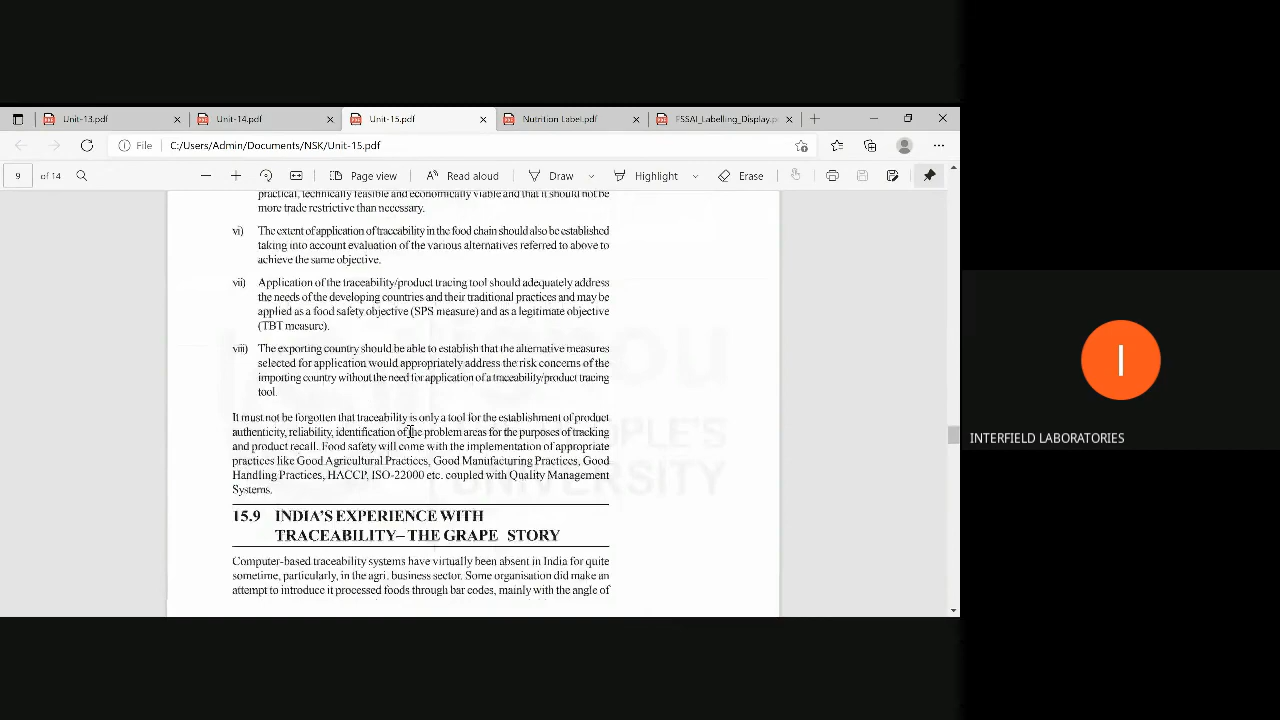 Unit-13.pdf
Unit-14.pdf
Unit-15.pdf
Nutrition Label.pdf
FSSAI_Labelling_Display.p
File
C:/Users/Admin/Documents/NSK/Unit-15.pdf
9
of 14
Page view
Read aloud
Draw
Highlight
Erase
practical, technically feasible and economically viable and that it should not be
more trade restrictive than necessary.
vi) The extent of application of traceability in the food chain should also be established
taking into account evaluation of the various alternatives referred to above to
achieve the same objective.
vii) Application of the traceability/product tracing tool should adequately address
the needs of the developing countries and their traditional practices and may be
applied as a food safety objective (SPS measure) and as a legitimate objective
(TBT measure).
viii) The exporting country should be able to establish that the alternative measures
selected for application would appropriately address the risk concerns of the
importing country without the need for application of a traceability/product tracing
tool.
It must not be forgotten that traceability is only a tool for the establishment of product
authenticity, reliability, identification of the problem areas for the purposes of tracking
and product recall. Food safety will come with the implementation of appropriate
practices like Good Agricultural Practices, Good Manufacturing Practices, Good
Handling Practices, HACCP, ISO-22000 etc. coupled with Quality Management
Systems.
15.9 INDIA'S EXPERIENCE WITH
TRACEABILITY– THE GRAPE STORY
Computer-based traceability systems have virtually been absent in India for quite
sometime, particularly, in the agri. business sector. Some organisation did make an
attempt to introduce it processed foods through bar codes, mainly with the angle of
I
INTERFIELD LABORATORIES